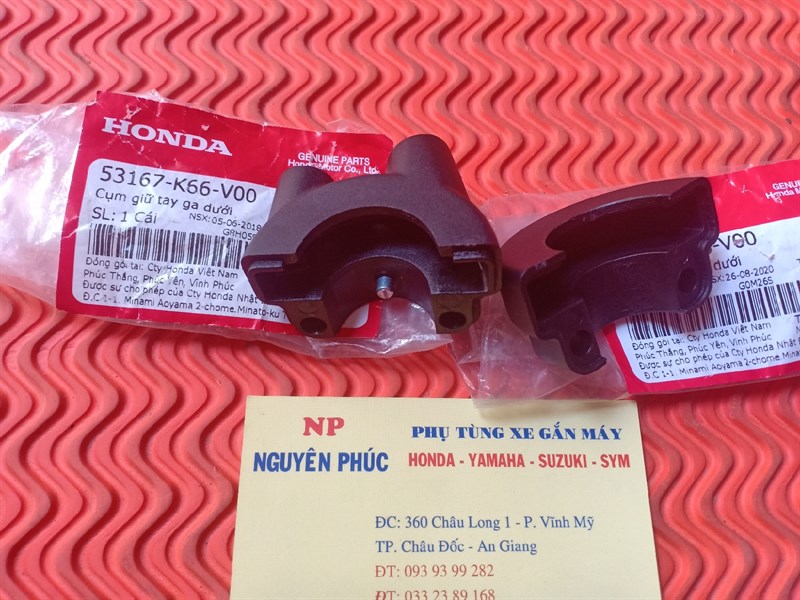 HONDA
GENUINE PARTS
Honda Motor Co., Ltd.
53167-K66-V00
Cụm giữ tay ga dưới
SL: 1 Cái
NSX: 05-06-2018
Đóng gói tại: Cty Honda Việt Nam
Phúc Thắng, Phúc Yên, Vĩnh Phúc
Được sự cho phép của Cty Honda Nhật
Đ.C 1-1. Minami Aoyama 2-chome.Minato-ku
GENUINE
Honda
-V00
dưới
NSX: 26-08-2020
G0M26S
Đóng gói tại: Cty Honda Việt Nam
Phúc Thắng, Phúc Yên, Vĩnh Phúc
Được sự cho phép của Cty Honda Nhật
Đ.C 1-1. Minami Aoyama 2-chome.
NP
NGUYÊN PHÚC
PHỤ TÙNG XE GẮN MÁY
HONDA - YAMAHA - SUZUKI - SYM
ĐC: 360 Châu Long 1 - P. Vĩnh Mỹ
TP. Châu Đốc - An Giang
ĐT: 093 93 99 282
ĐT: 033 23 89 168